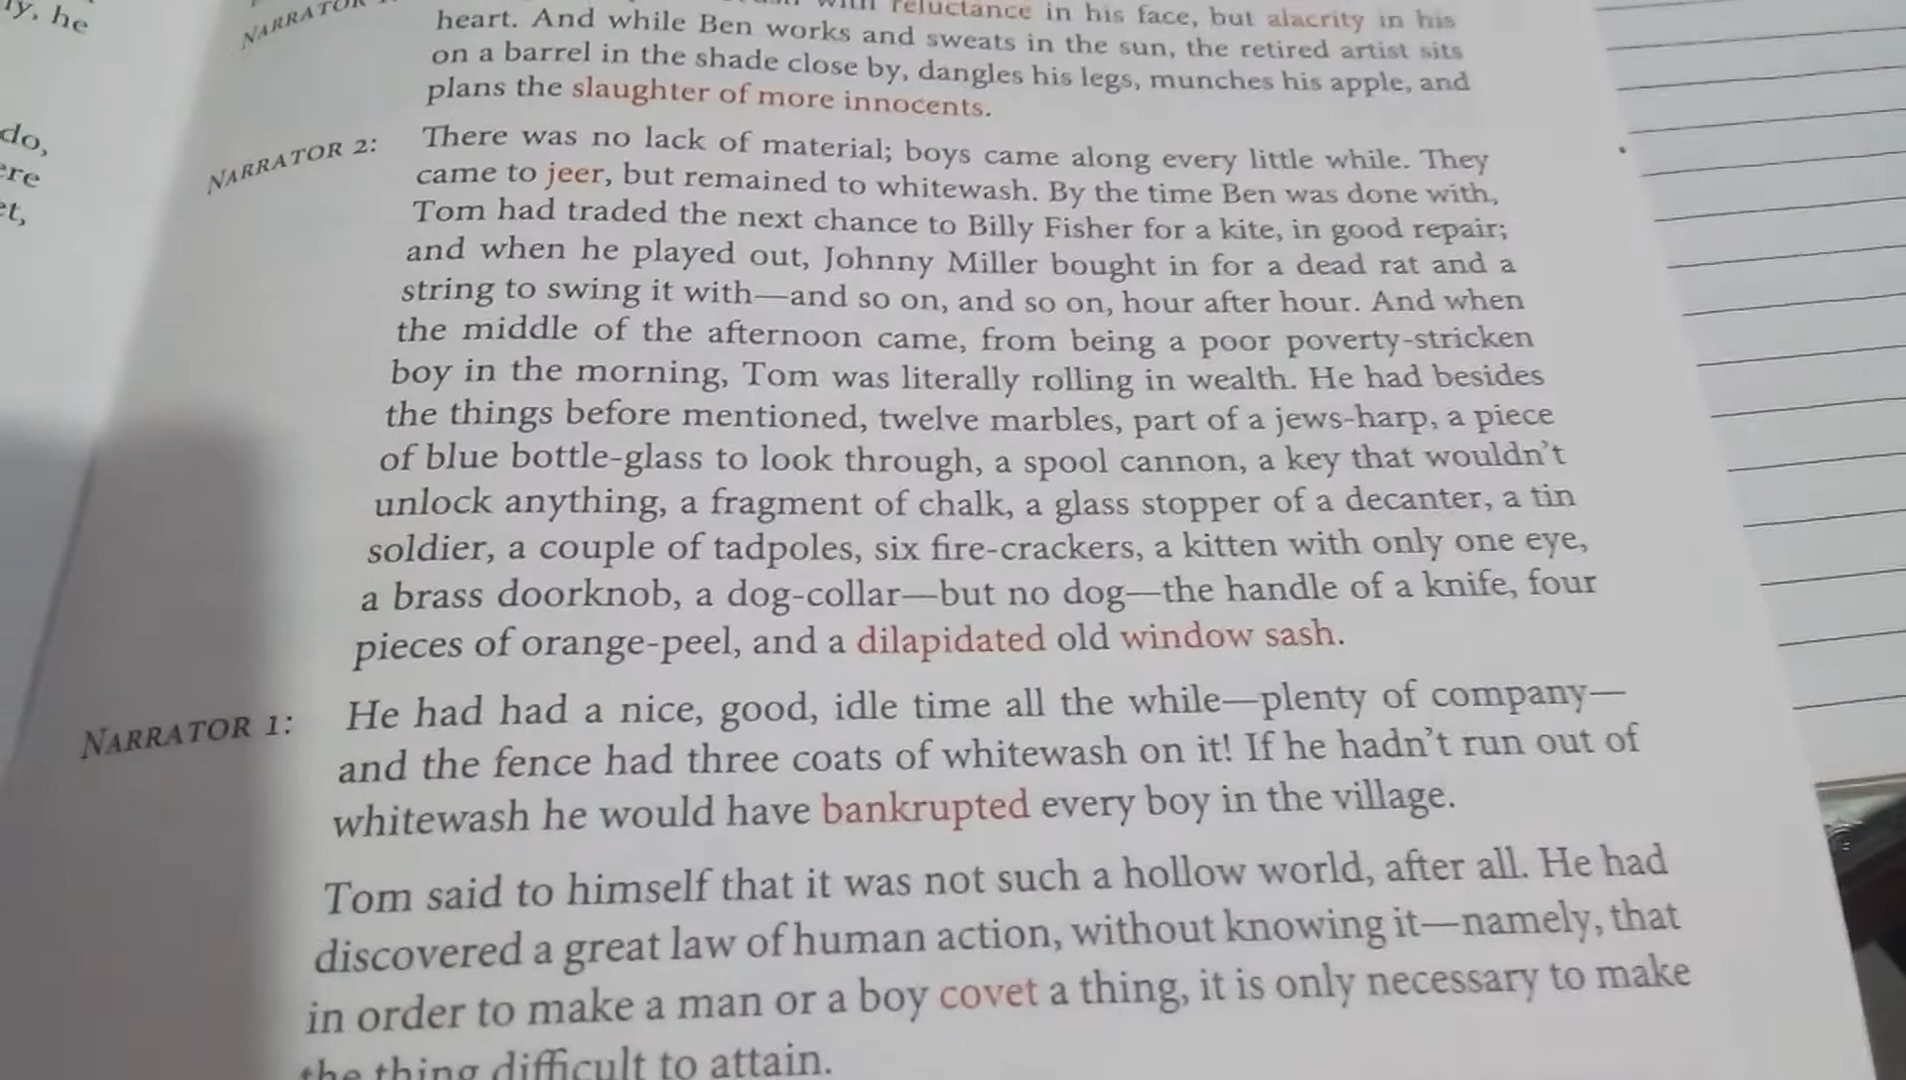 ly, he
do,
ere
et,
NARRATOR
with reluctance in his face, but alacrity in his
heart. And while Ben works and sweats in the sun, the retired artist sits
on a barrel in the shade close by, dangles his legs, munches his apple, and
plans the slaughter of more innocents.
NARRATOR 2: There was no lack of material; boys came along every little while. They
came to jeer, but remained to whitewash. By the time Ben was done with,
Tom had traded the next chance to Billy Fisher for a kite, in good repair;
and when he played out, Johnny Miller bought in for a dead rat and a
string to swing it with—and so on, and so on, hour after hour. And when
the middle of the afternoon came, from being a poor poverty-stricken
boy in the morning, Tom was literally rolling in wealth. He had besides
the things before mentioned, twelve marbles, part of a jews-harp, a piece
of blue bottle-glass to look through, a spool cannon, a key that wouldn't
unlock anything, a fragment of chalk, a glass stopper of a decanter, a tin
soldier, a couple of tadpoles, six fire-crackers, a kitten with only one eye,
a brass doorknob, a dog-collar—but no dog—the handle of a knife, four
pieces of orange-peel, and a dilapidated old window sash.
NARRATOR 1: He had had a nice, good, idle time all the while—plenty of company—
and the fence had three coats of whitewash on it! If he hadn't run out of
whitewash he would have bankrupted every boy in the village.
Tom said to himself that it was not such a hollow world, after all. He had
discovered a great law of human action, without knowing it—namely, that
in order to make a man or a boy covet a thing, it is only necessary to make
the thing difficult to attain.